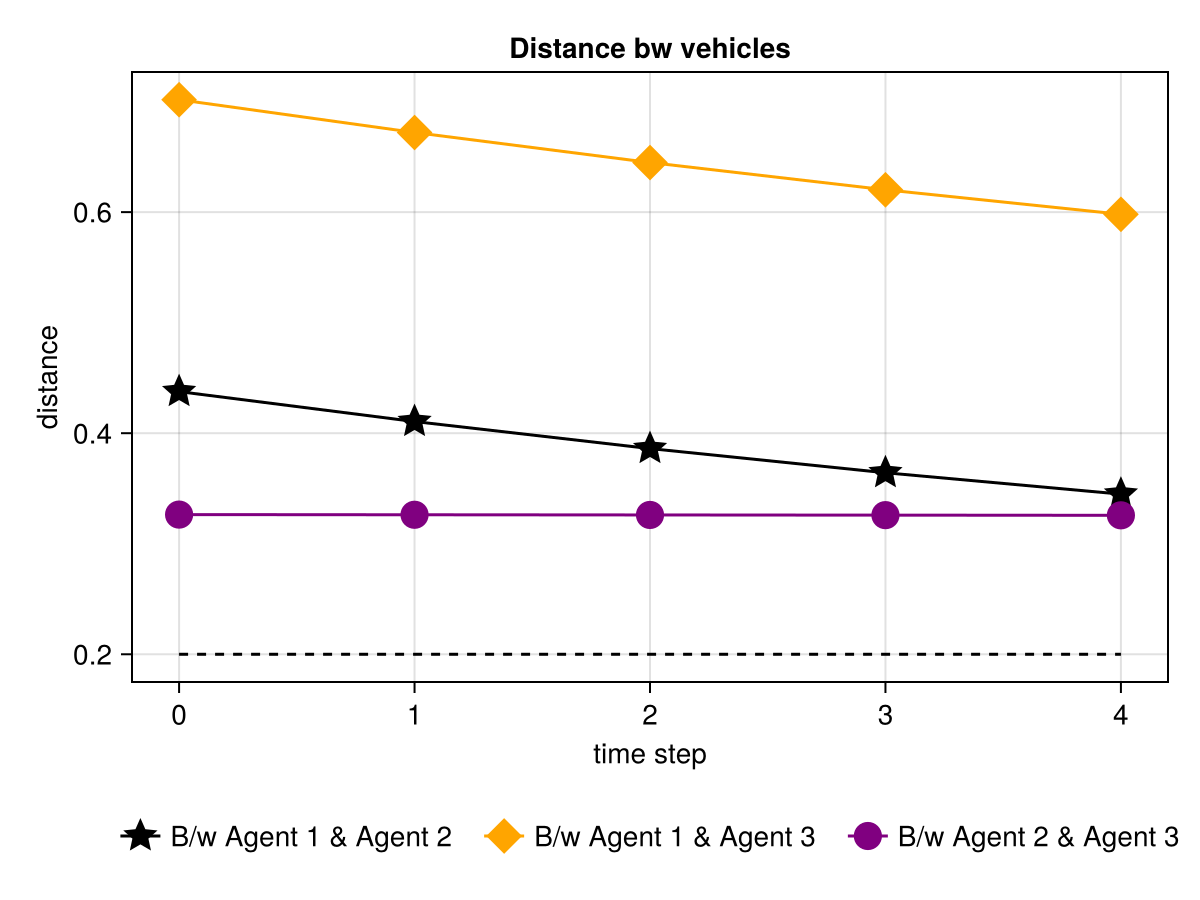 Distance bw vehicles
distance
0.6
0.4
0.2
0 1 2 3 4
time step
B/w Agent 1 & Agent 2 B/w Agent 1 & Agent 3 B/w Agent 2 & Agent 3